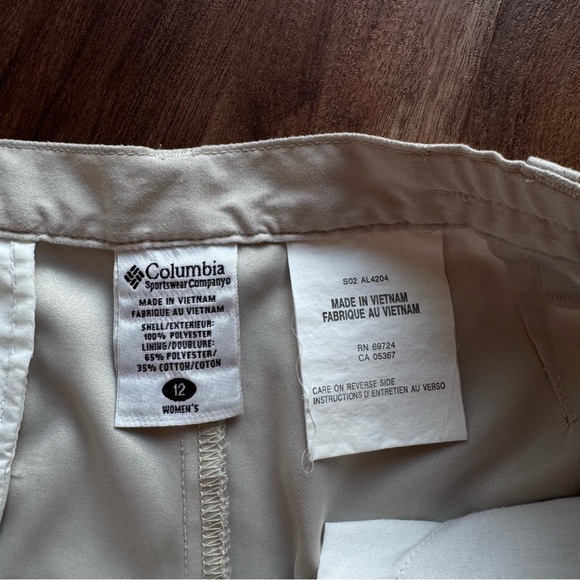 Columbia
Sportswear Company®
MADE IN VIETNAM
FABRIQUE AU VIETNAM
SHELL/EXTERIEUR:
100% POLYESTER
LINING/DOUBLURE:
65% POLYESTER/
35% COTTON/COTON
12
WOMEN'S
S02 AL4204
MADE IN VIETNAM
FABRIQUE AU VIETNAM
RN 69724
CA 05367
CARE ON REVERSE SIDE
INSTRUCTIONS D'ENTRETIEN AU VERSO